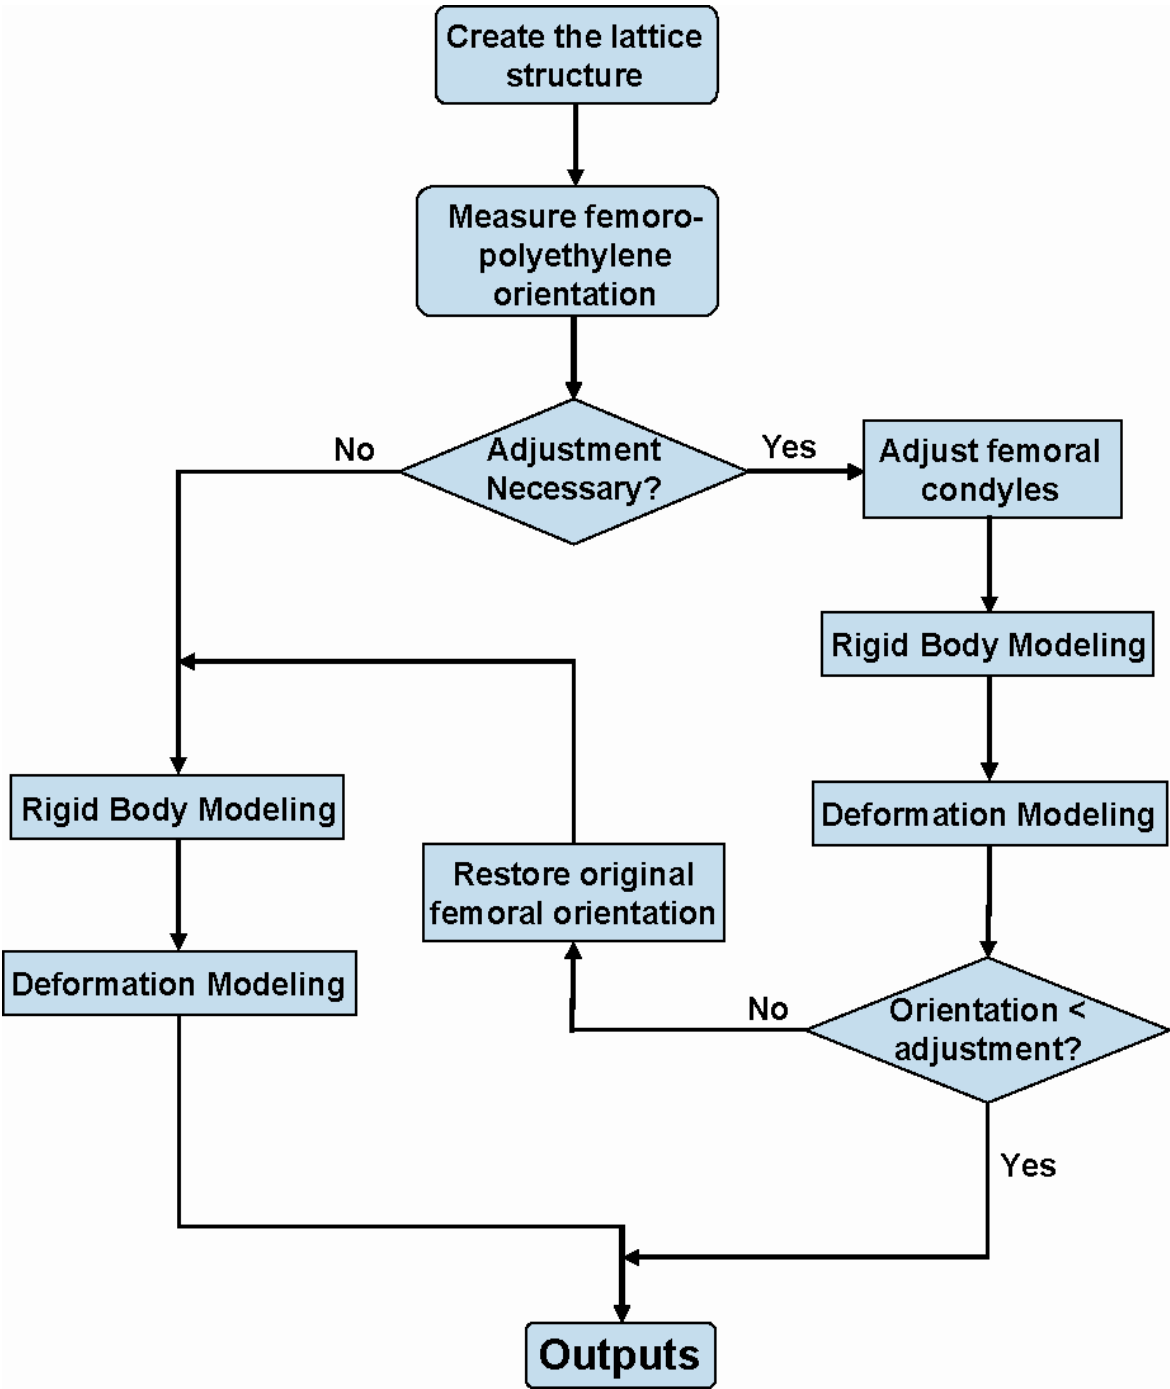 Create the lattice
structure
Measure femoro-
polyethylene
orientation
Adjustment
Necessary?
No
Yes
Adjust femoral
condyles
Rigid Body Modeling
Deformation Modeling
Orientation <
adjustment?
No
Yes
Restore original
femoral orientation
Rigid Body Modeling
Deformation Modeling
Outputs